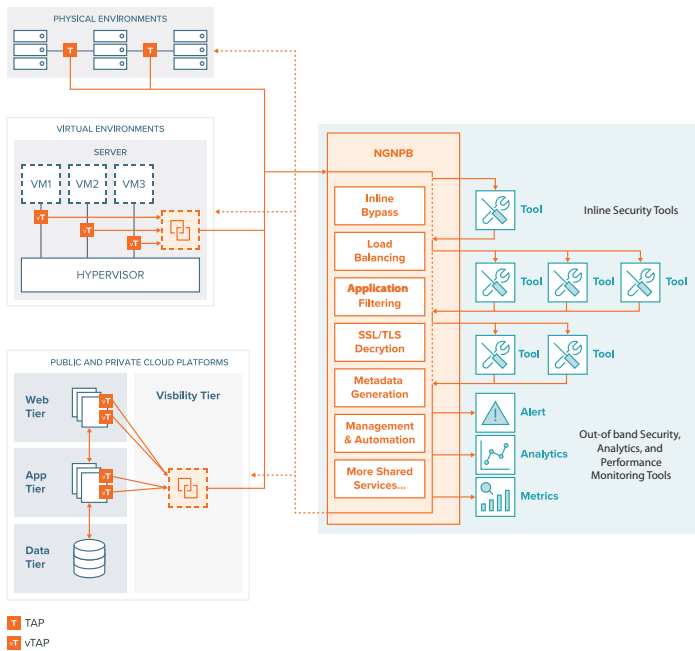 PHYSICAL ENVIRONMENTS
T
T
VIRTUAL ENVIRONMENTS
SERVER
VM1
VM2
VM3
vT
vT
vT
HYPERVISOR
PUBLIC AND PRIVATE CLOUD PLATFORMS
Web
Tier
vT
vT
App
Tier
vT
vT
Data
Tier
Visbility Tier
T TAP
vT vTAP
NGNPB
Inline
Bypass
Load
Balancing
Application
Filtering
SSL/TLS
Decrytion
Metadata
Generation
Management
& Automation
More Shared
Services...
Tool
Inline Security Tools
Tool
Tool
Tool
Tool
Tool
Alert
Analytics
Metrics
Out-of band Security,
Analytics, and
Performance
Monitoring Tools